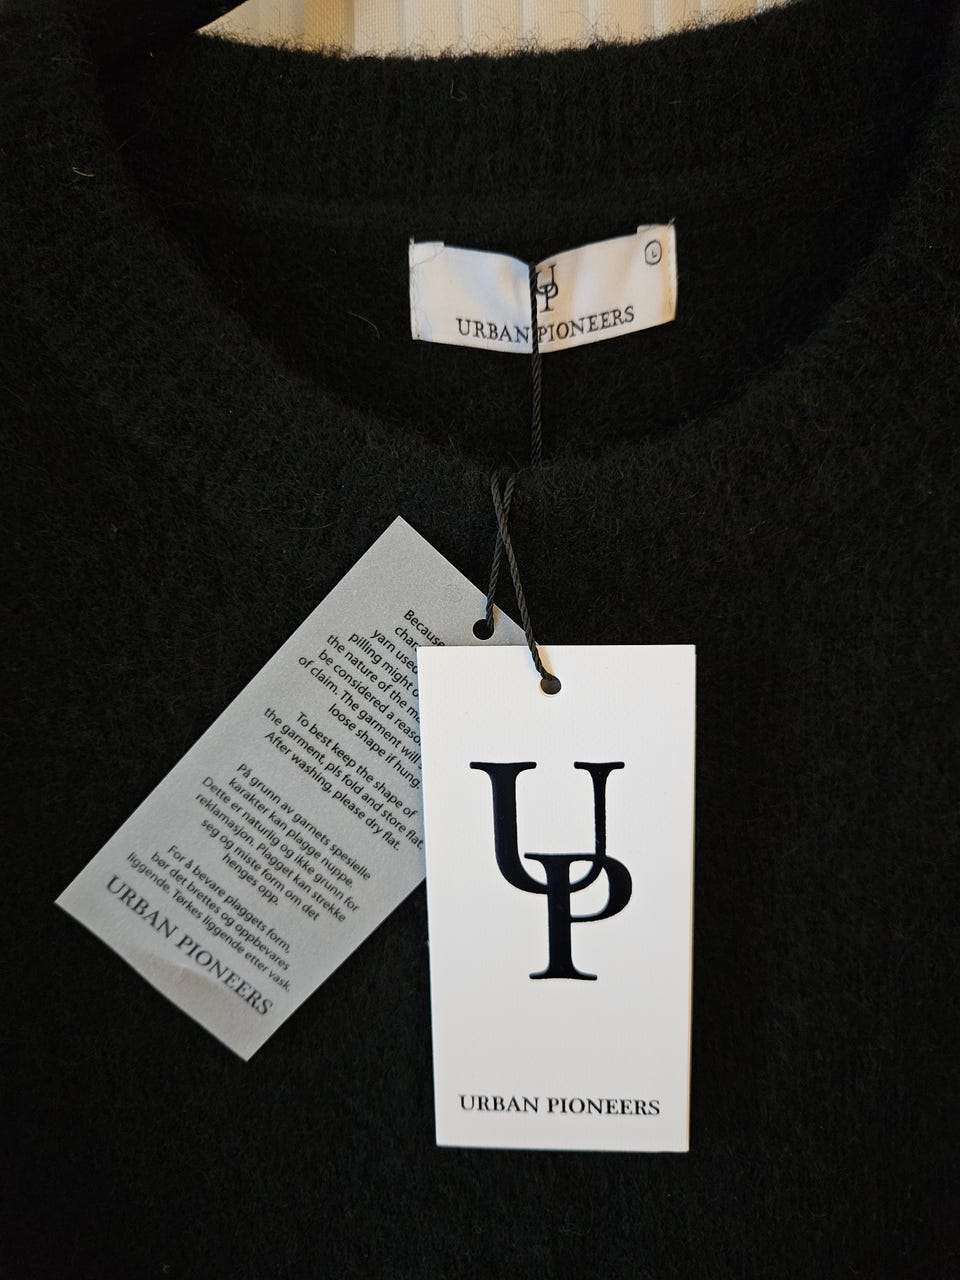 L
UP
URBAN PIONEERS
Because
yarn used
pilling might
the nature of the
be considered a
of claim. The garment will
loose shape if hung.
To best keep the shape of
the garment, pls fold and store flat.
After washing, please dry flat.
På grunn av garnets spesielle
karakter kan plagge nuppe.
Dette er naturlig og ikke grunn for
reklamasjon. Plagget kan strekke
seg og miste form om det
henges opp.
For å bevare plaggets form,
bør det brettes og oppbevares
liggende. Tørkes liggende etter vask.
URBAN PIONEERS
UP
URBAN PIONEERS